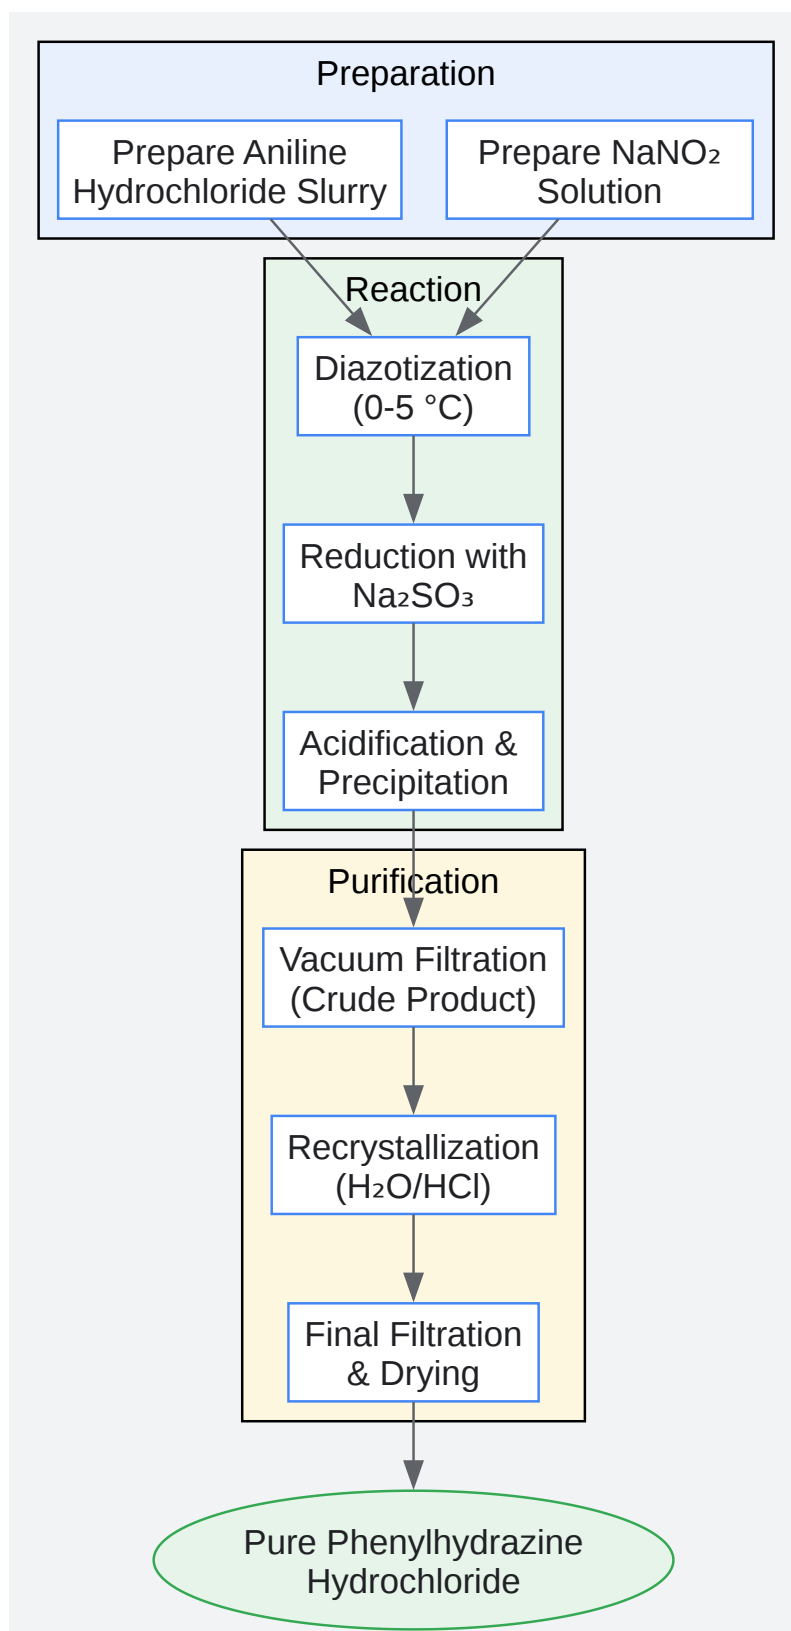 Preparation
Prepare Aniline
Hydrochloride Slurry
Prepare NaNO₂
Solution
Reaction
Diazotization
(0-5 °C)
Reduction with
Na₂SO₃
Acidification &
Precipitation
Purification
Vacuum Filtration
(Crude Product)
Recrystallization
(H₂O/HCl)
Final Filtration
& Drying
Pure Phenylhydrazine
Hydrochloride